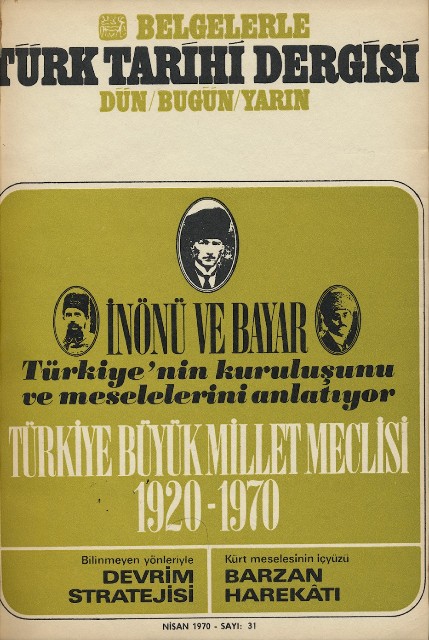 BELGELERLE
TÜRK TARİHİ DERGİSİ
DÜN/BUGÜN/YARIN
İNÖNÜ VE BAYAR
Türkiye'nin kuruluşunu
ve meselelerini anlatıyor
TÜRKİYE BÜYÜK MİLLET MECLİSİ
1920-1970
Bilinmeyen yönleriyle
DEVRİM
STRATEJİSİ
Kürt meselesinin içyüzü
BARZAN
HAREKÂTI
NİSAN 1970 - SAYI: 31